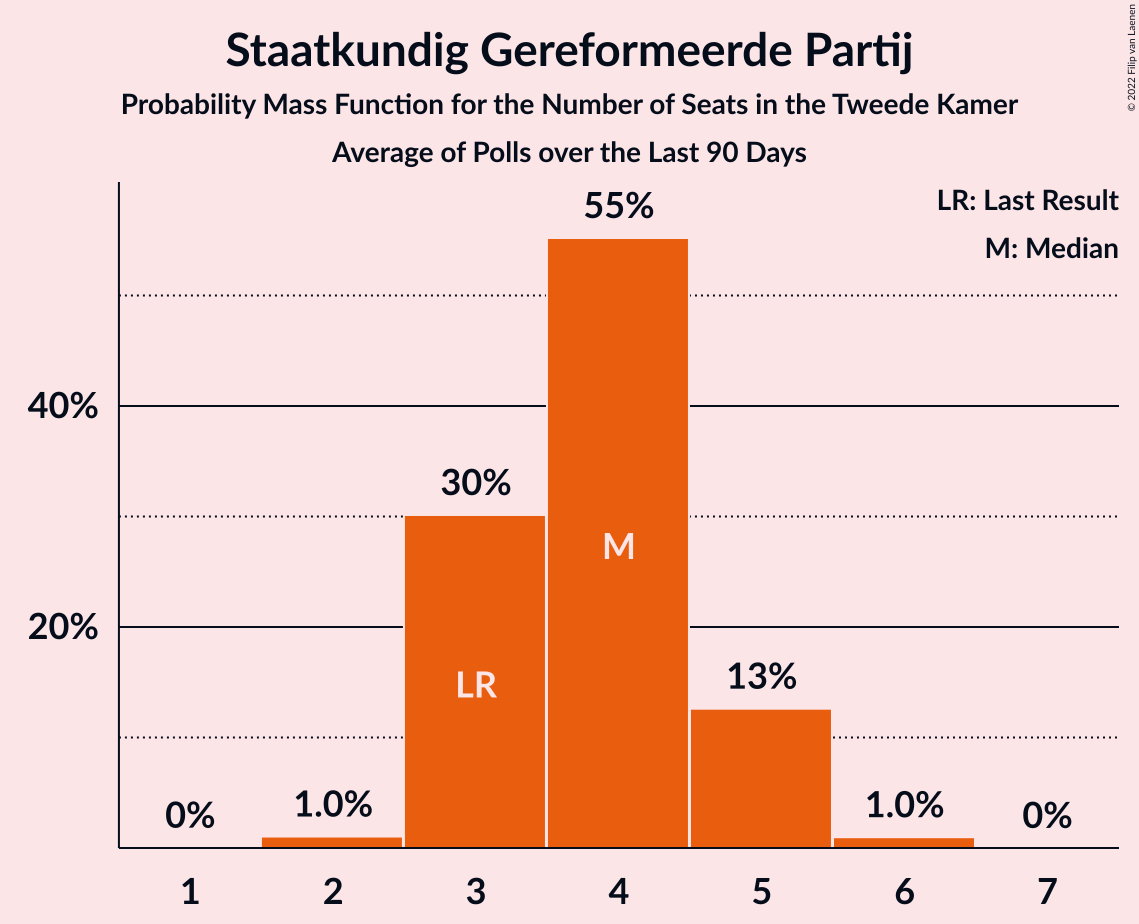 Staatkundig Gereformeerde Partij
Probability Mass Function for the Number of Seats in the Tweede Kamer
Average of Polls over the Last 90 Days
© 2022 Filip van Laenen
LR: Last Result
M: Median
55%
40%
30%
M
20%
LR
13%
0%
1.0%
1.0%
0%
1 2 3 4 5 6 7